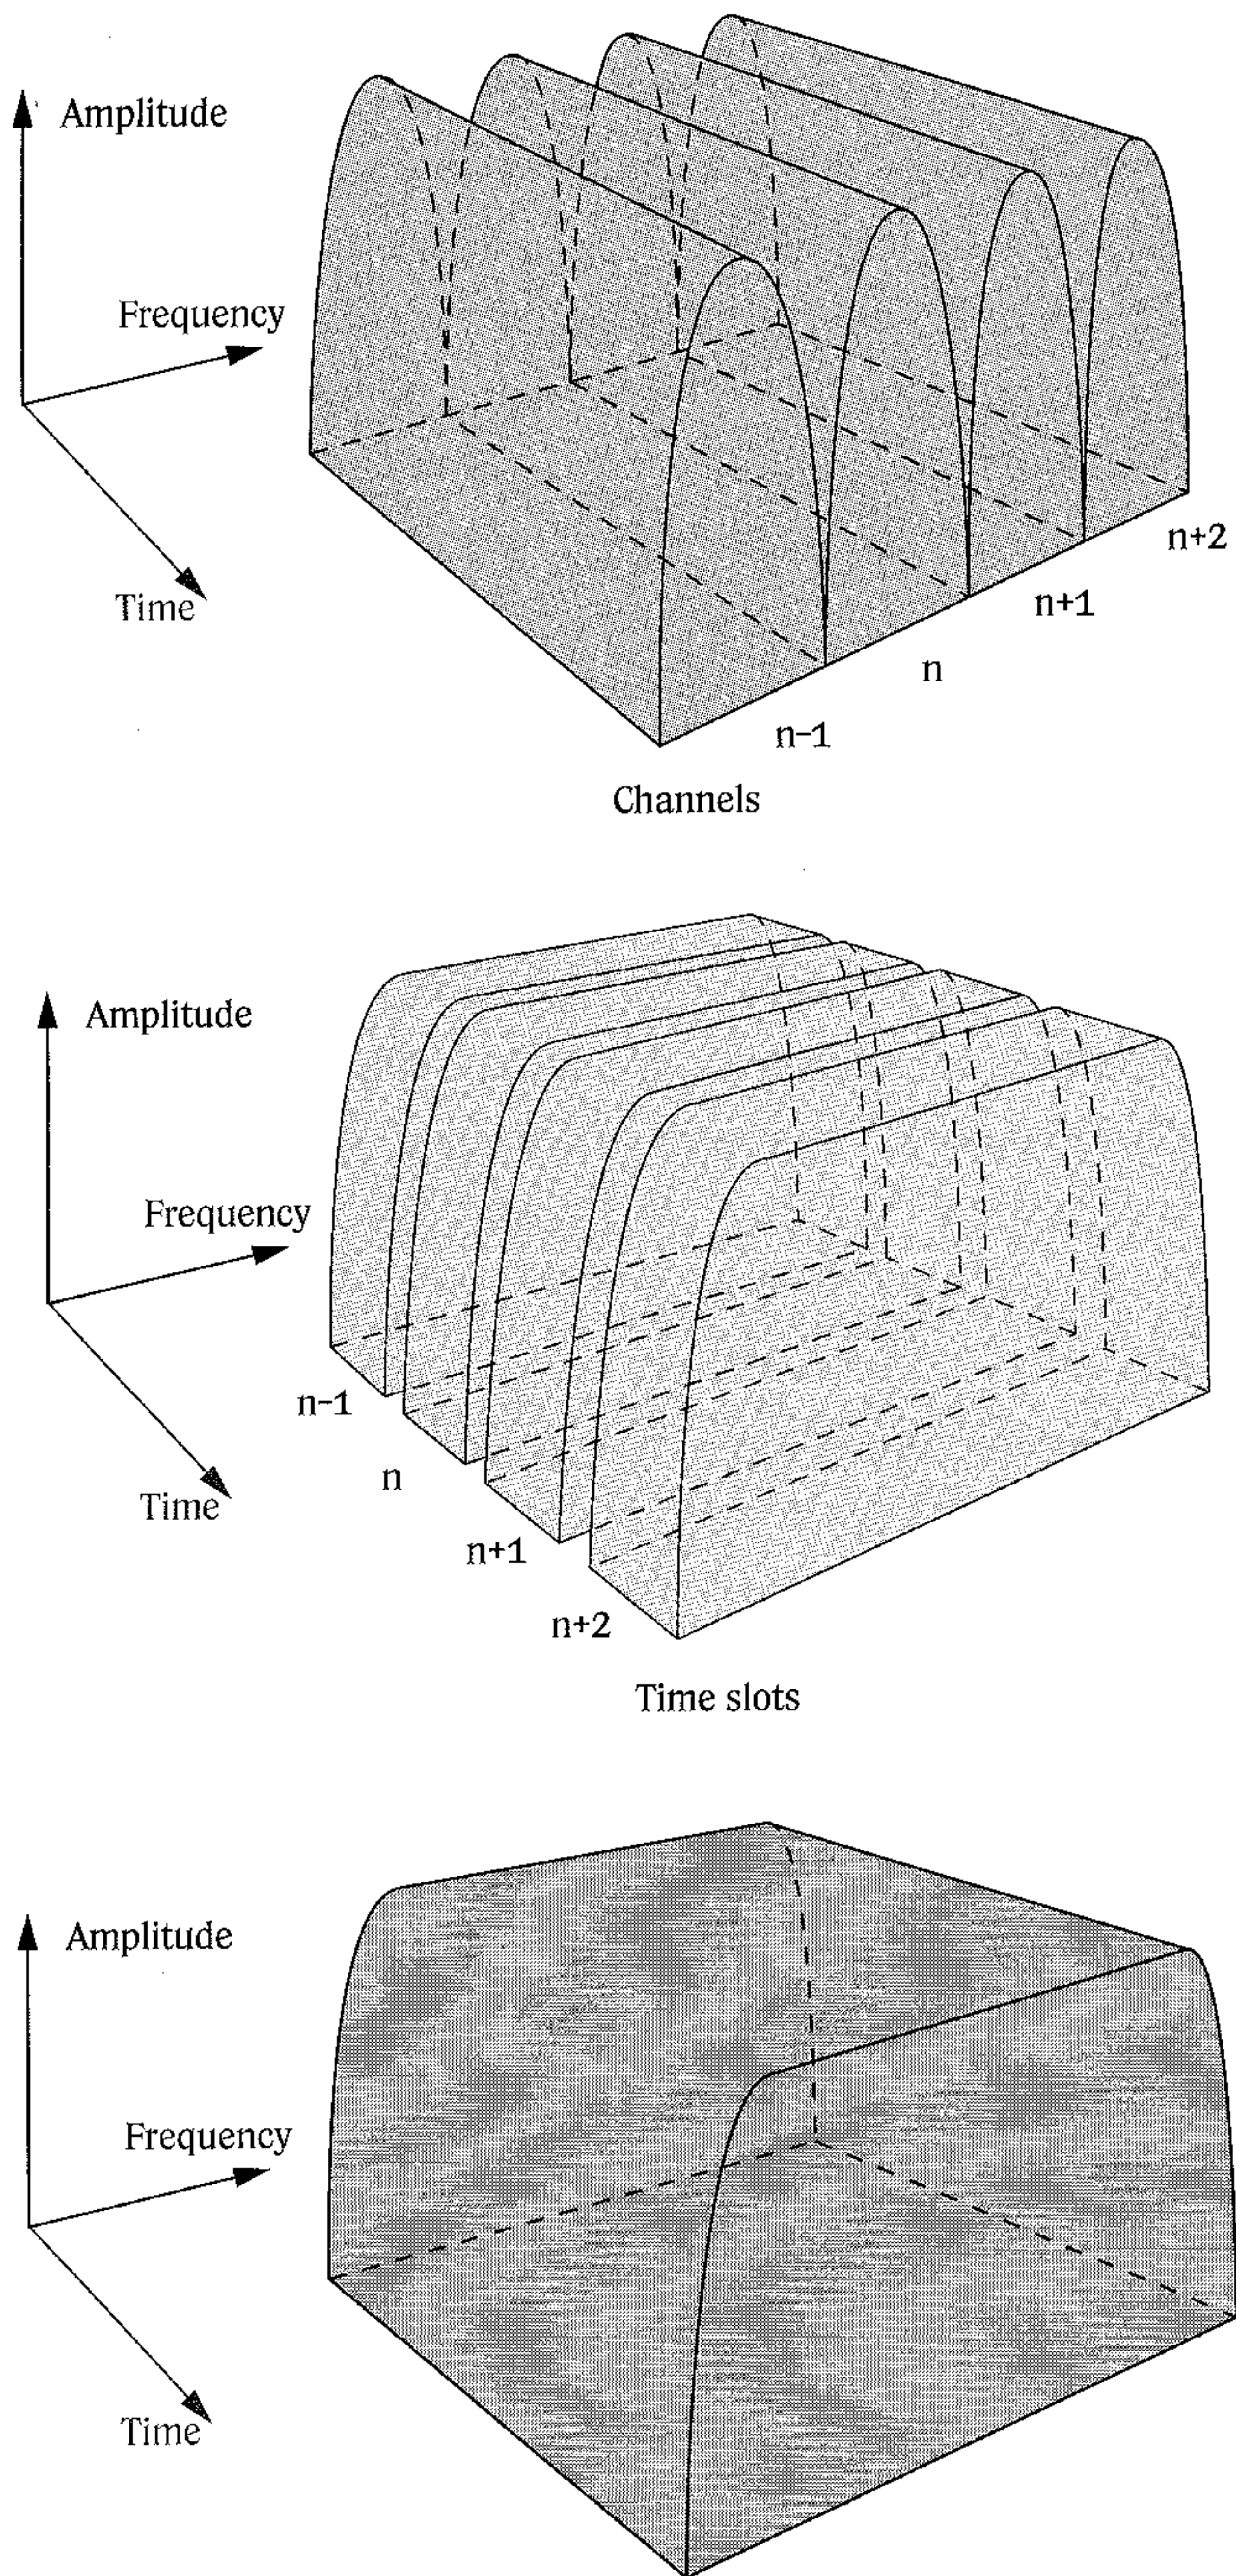 Amplitude
Frequency
Time
n+2
n+1
n
n−1
Channels
Amplitude
Frequency
Time
n−1
n
n+1
n+2
Time slots
Amplitude
Frequency
Time